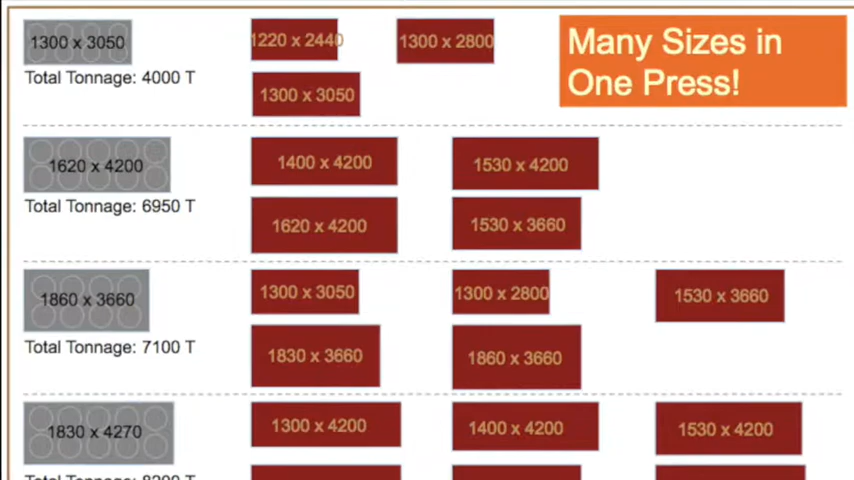 1300 x 3050
1220 x 2440
1300 x 2800
Many Sizes in
One Press!
Total Tonnage: 4000 T
1300 x 3050
1620 x 4200
1400 x 4200
1530 x 4200
Total Tonnage: 6950 T
1620 x 4200
1530 x 3660
1860 x 3660
1300 x 3050
1300 x 2800
1530 x 3660
Total Tonnage: 7100 T
1830 x 3660
1860 x 3660
1830 x 4270
1300 x 4200
1400 x 4200
1530 x 4200
Total Tonnage: